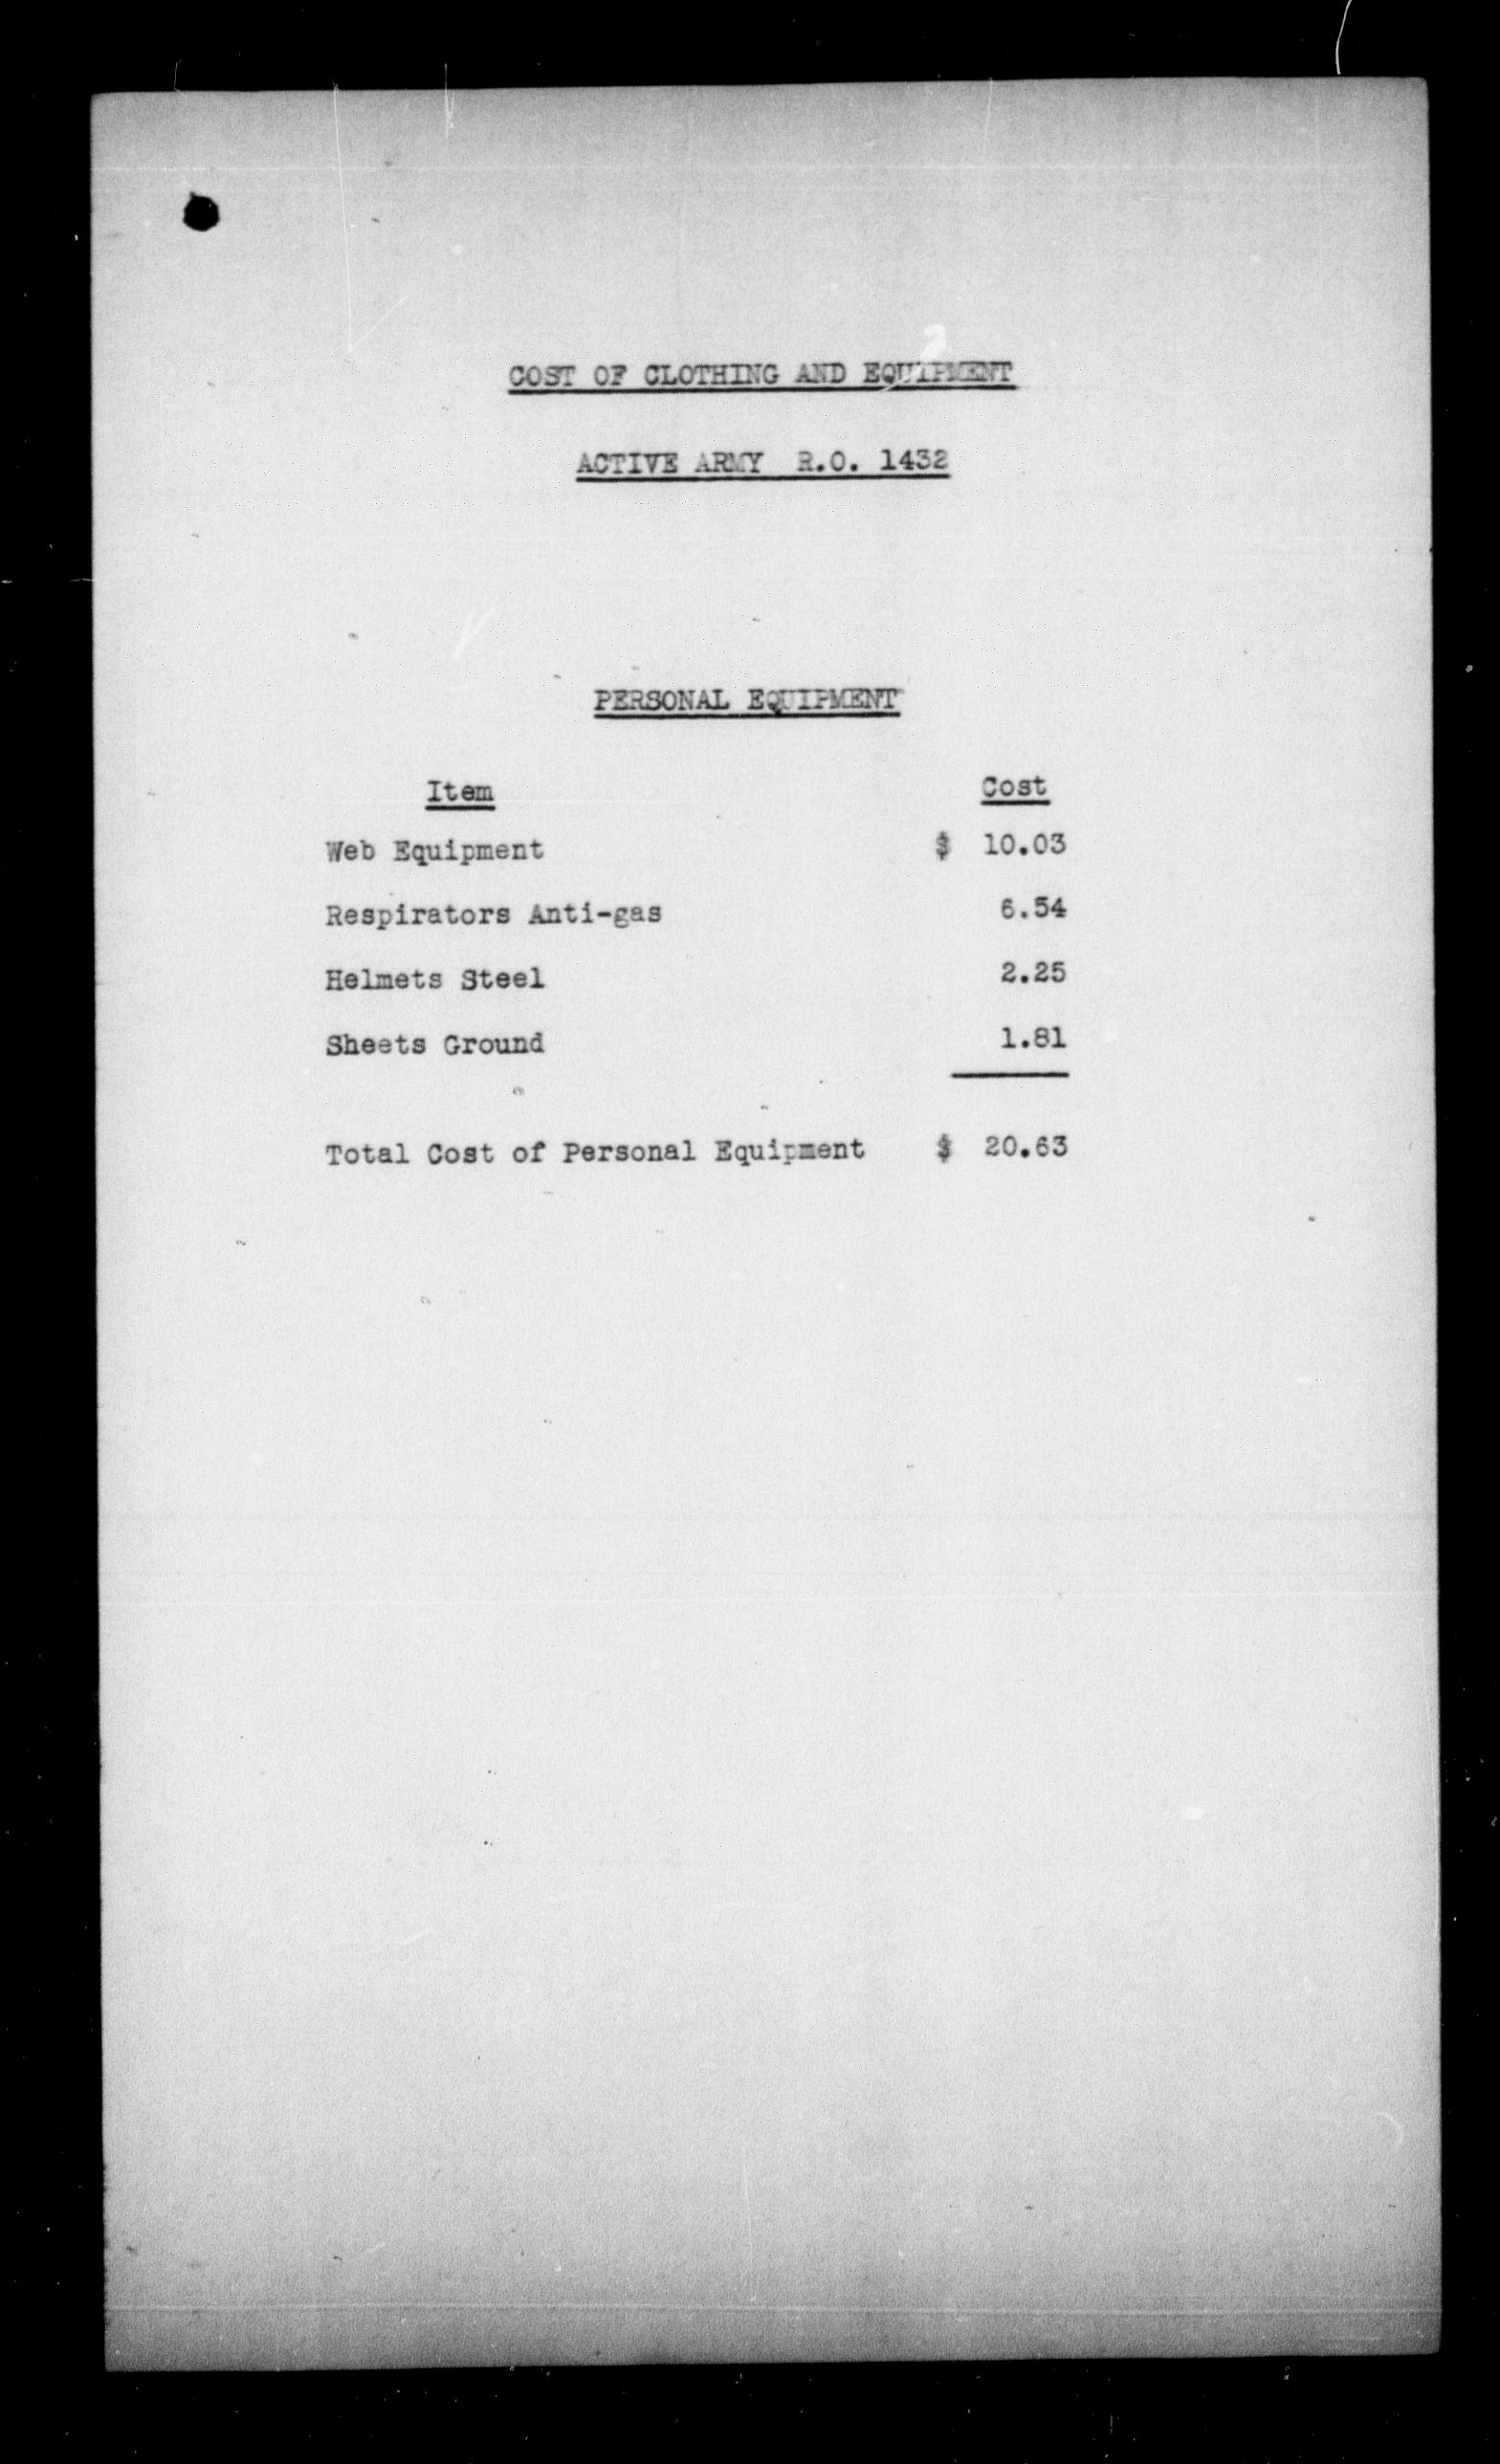 COST OF CLOTHING AND EQUIPMENT
ACTIVE ARMY R.O. 1432
PERSONAL EQUIPMENT
Item Cost
Web Equipment $ 10.03
Respirators Anti-gas 6.54
Helmets Steel 2.25
Sheets Ground 1.81
Total Cost of Personal Equipment $ 20.63